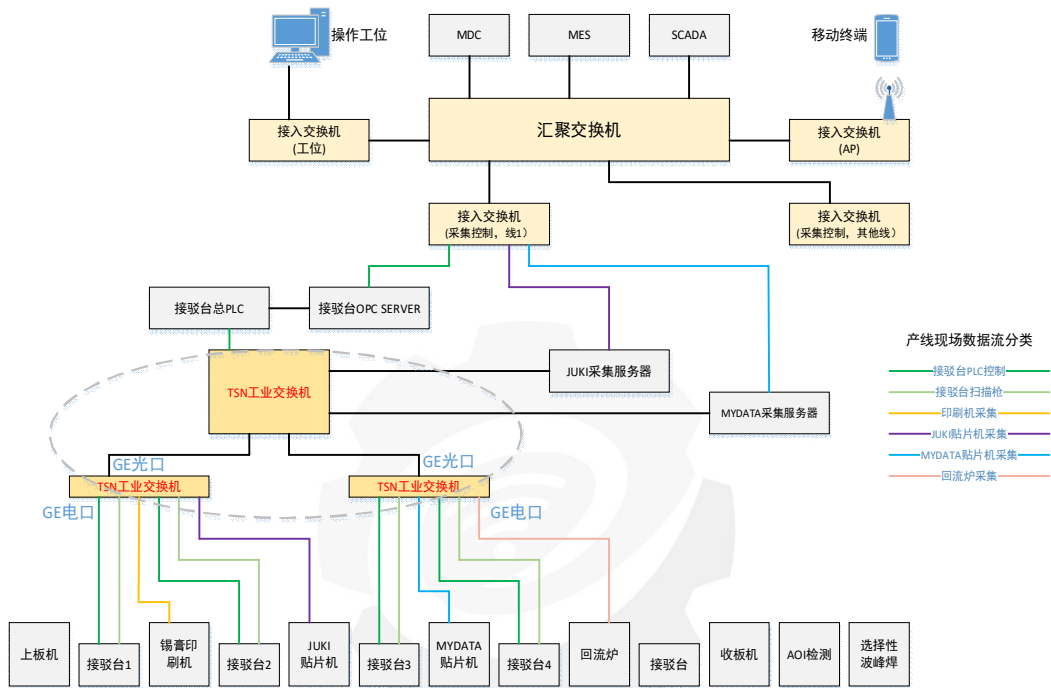 操作工位
MDC
MES
SCADA
移动终端
接入交换机
(工位)
汇聚交换机
接入交换机
(AP)
接入交换机
(采集控制，线1）
接入交换机
(采集控制，其他线）
接驳台总PLC
接驳台OPC SERVER
产线现场数据流分类
TSN工业交换机
JUKI采集服务器
接驳台PLC控制
接驳台扫描枪
MYDATA采集服务器
印刷机采集
JUKI贴片机采集
MYDATA贴片机采集
回流炉采集
GE光口
GE光口
TSN工业交换机
TSN工业交换机
GE电口
GE电口
上板机
接驳台1
锡膏印
刷机
接驳台2
JUKI
贴片机
接驳台3
MYDATA
贴片机
接驳台4
回流炉
接驳台
收板机
AOI检测
选择性
波峰焊